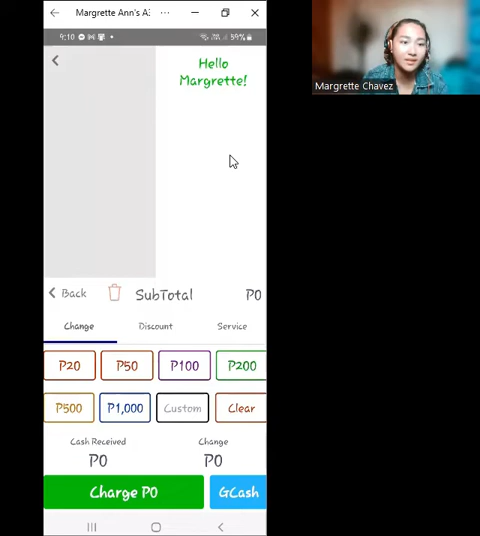 Margrette Ann's A3
9:10
59%
Hello
Margrette!
Margrette Chavez
Back
SubTotal
P0
Change
Discount
Service
P20
P50
P100
P200
P500
P1,000
Custom
Clear
Cash Received
Change
P0
P0
Charge P0
GCash